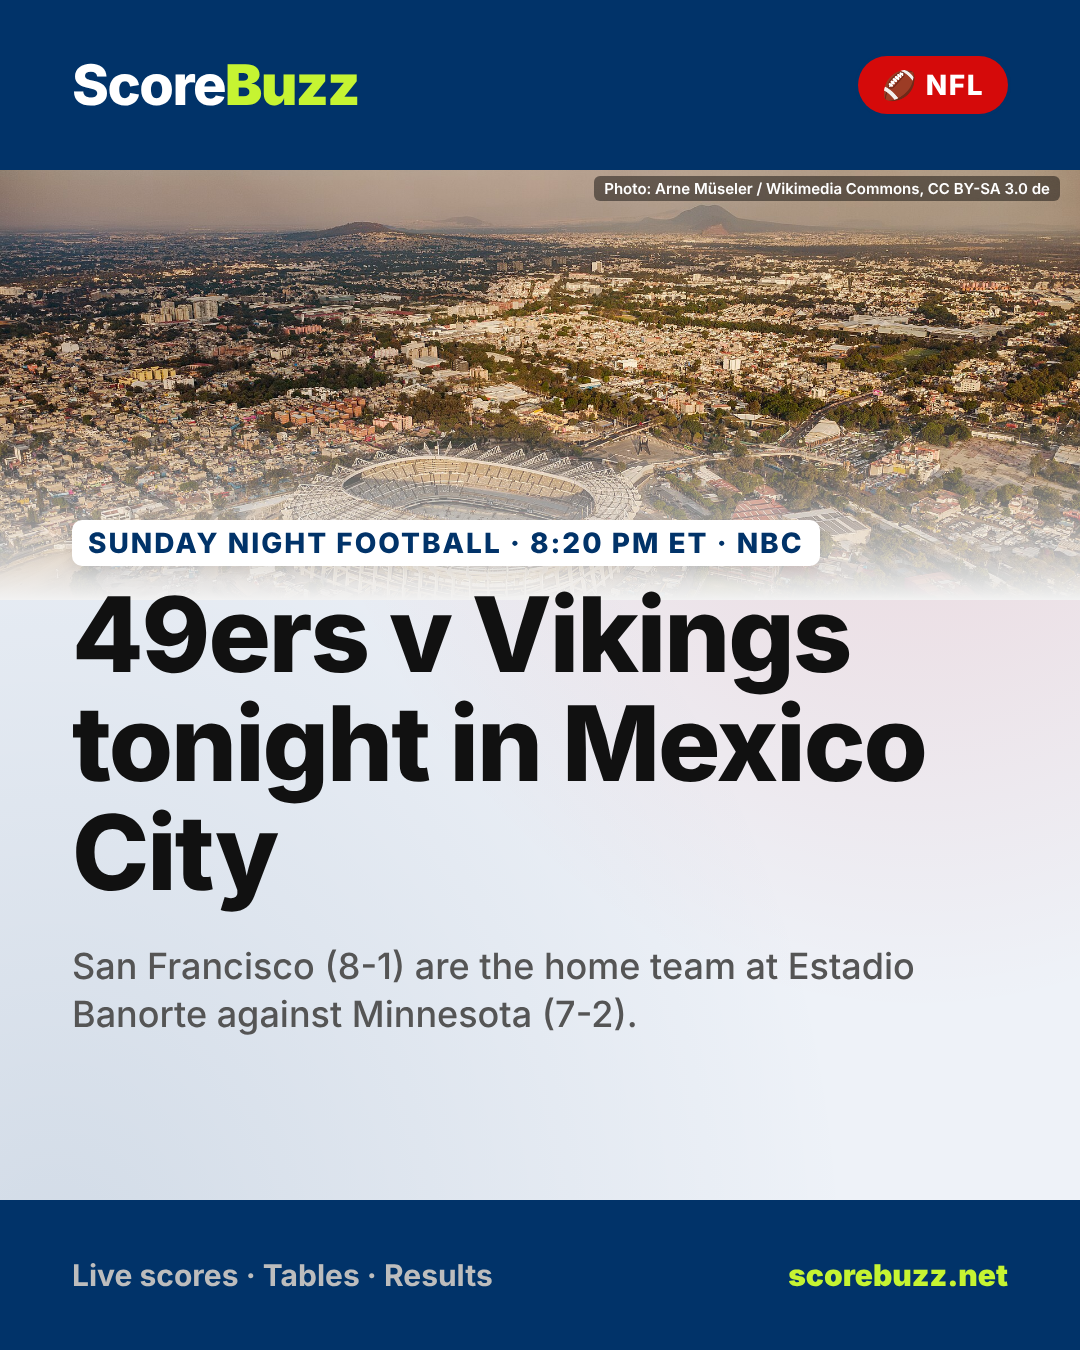 ScoreBuzz
🏈 NFL
Photo: Arne Müseler / Wikimedia Commons, CC BY-SA 3.0 de
SUNDAY NIGHT FOOTBALL · 8:20 PM ET · NBC
49ers v Vikings
tonight in Mexico
City
San Francisco (8-1) are the home team at Estadio
Banorte against Minnesota (7-2).
Live scores · Tables · Results
scorebuzz.net